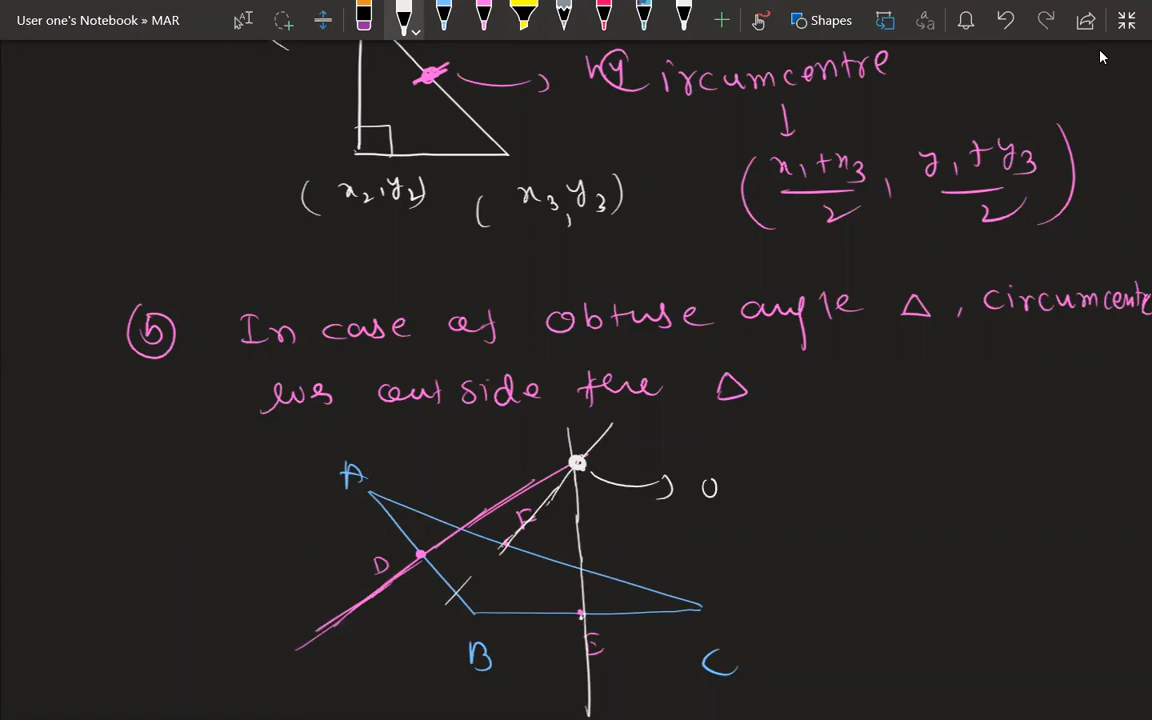 User one's Notebook » MAR
Shapes
Circumcentre
(x₁+x₃/2, y₁+y₃/2)
(x₂,y₂) (x₃,y₃)
⑤ In case of obtuse angle Δ, circumcentre
lies outside the Δ
A
O
F
D
E
B
C